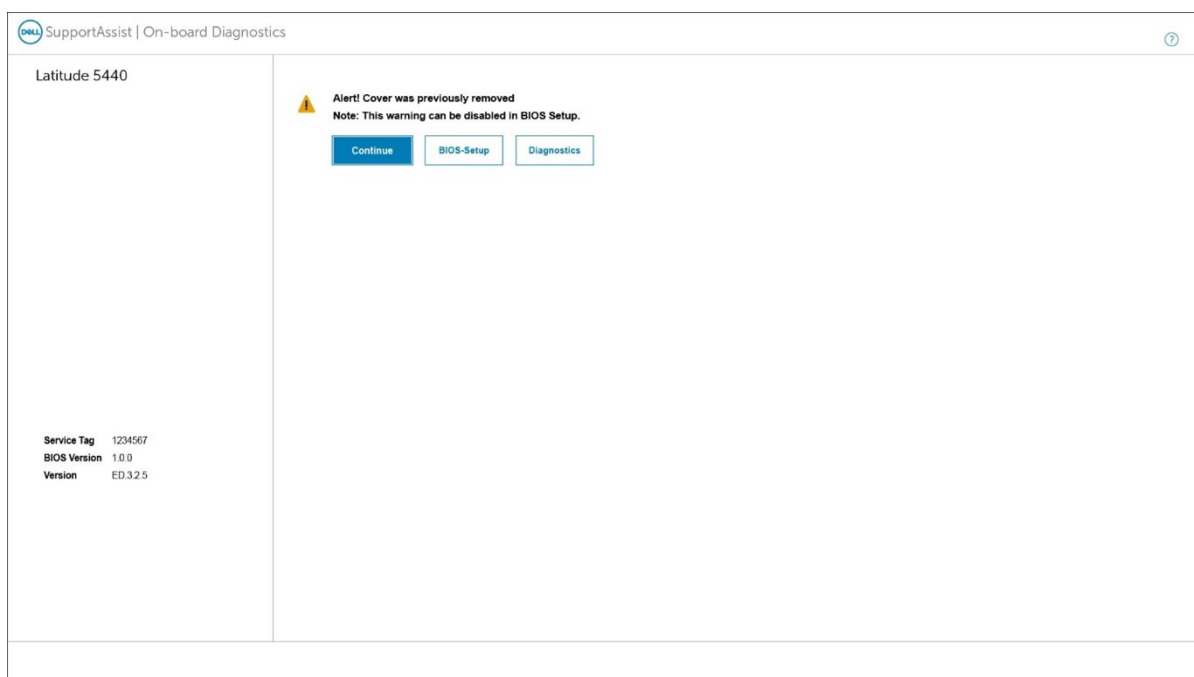 DELL SupportAssist | On-board Diagnostics
?
Latitude 5440
Alert! Cover was previously removed
Note: This warning can be disabled in BIOS Setup.
Continue BIOS-Setup Diagnostics
Service Tag 1234567
BIOS Version 1.0.0
Version ED.3.2.5